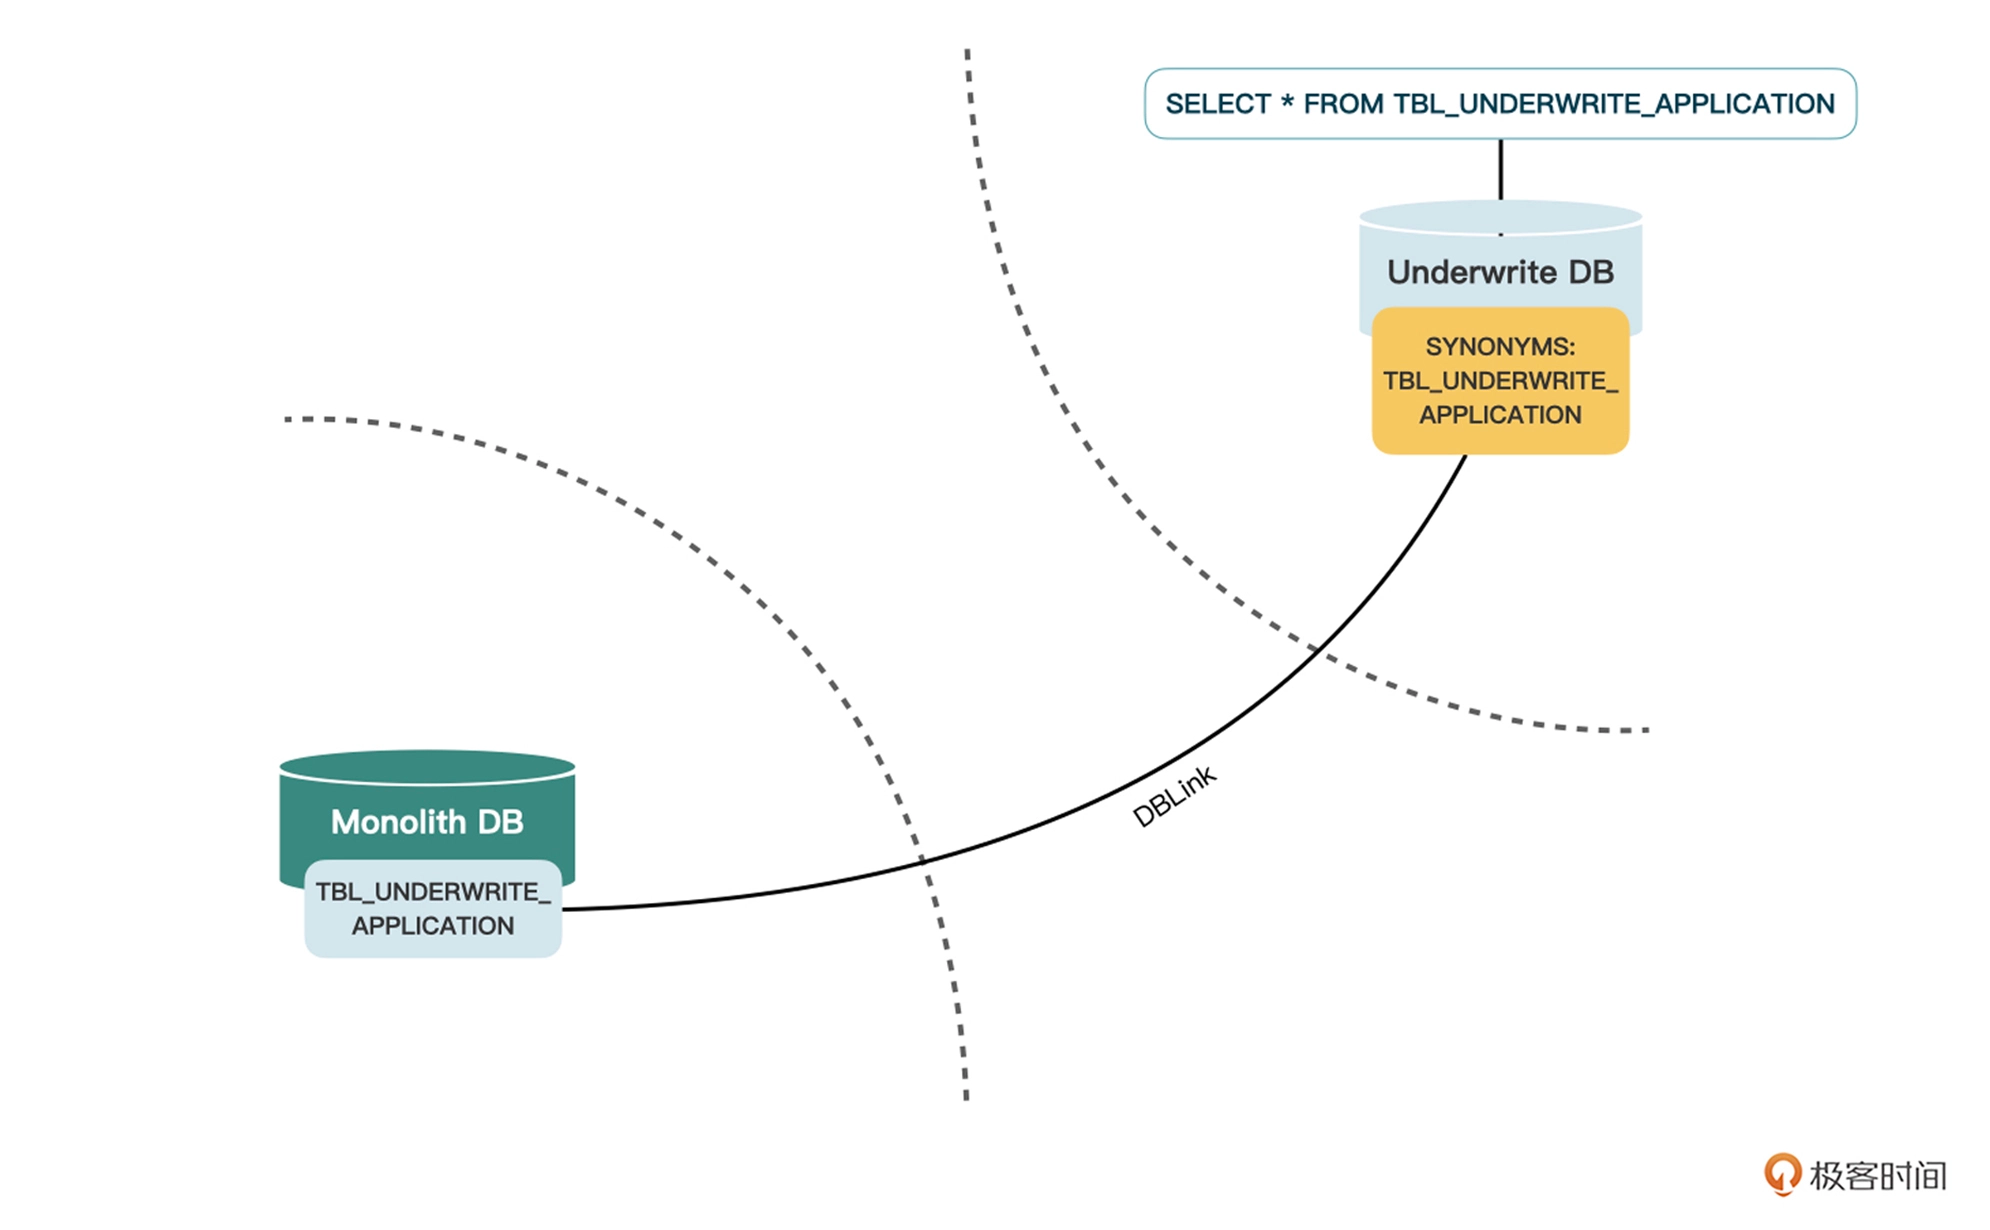 SELECT * FROM TBL_UNDERWRITE_APPLICATION
Underwrite DB
SYNONYMS:
TBL_UNDERWRITE_
APPLICATION
DBLink
Monolith DB
TBL_UNDERWRITE_
APPLICATION
极客时间